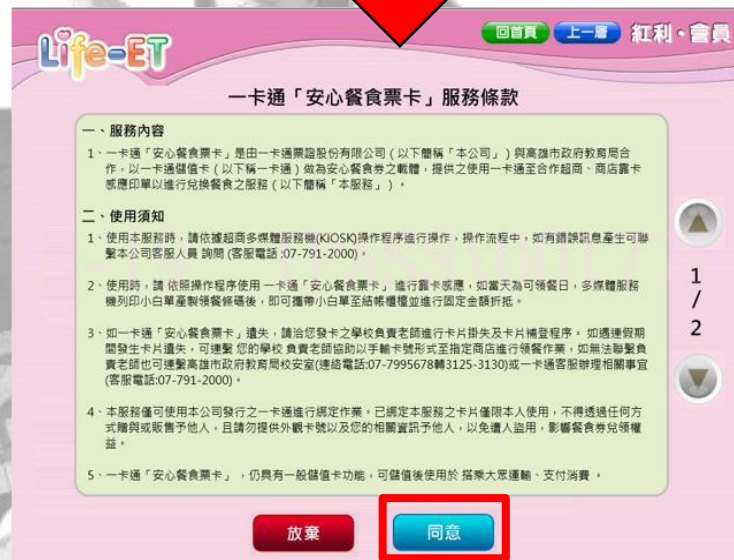 Life-ET
回首頁 上一層 紅利・會員
一卡通「安心餐食票卡」服務條款
一、服務內容
1、一卡通「安心餐食票卡」是由一卡通票證股份有限公司(以下簡稱「本公司」)與高雄市政府教育局合
作,以一卡通儲值卡(以下稱一卡通)做為安心餐食券之載體,提供之使用一卡通至合作超商、商店靠卡
感應印單以進行兌換餐食之服務(以下簡稱「本服務」)。
二、使用須知
1、使用本服務時,請依據超商多媒體服務機(KIOSK)操作程序進行操作,操作流程中,如有錯誤訊息產生可聯
繫本公司客服人員 詢問 (客服電話 :07-791-2000)。
2、使用時,請 依照操作程序使用 一卡通「安心餐食票卡」 進行靠卡感應,如當天為可領餐日,多媒體服務
機列印小白單產製領餐條碼後,即可攜帶小白單至結帳櫃檯並進行固定金額折抵。
3、如一卡通「安心餐食票卡」遺失,請洽您發卡之學校負責老師進行卡片掛失及卡片補登程序。 如遇連假期
間發生卡片遺失,可連繫 您的學校 負責老師協助以手輸卡號形式至指定商店進行領餐作業,如無法聯繫負
責老師也可連繫高雄市政府教育局校安室(連絡電話:07-7995678轉3125-3130)或一卡通客服辦理相關事宜
(客服電話:07-791-2000)。
4、本服務僅可使用本公司發行之一卡通進行綁定作業。已綁定本服務之卡片僅限本人使用,不得透過任何方
式贈與或販售予他人,且請勿提供外觀卡號以及您的相關資訊予他人,以免遭人盜用,影響餐食券兌領權
益。
5、一卡通「安心餐食票卡」 ,仍具有一般儲值卡功能,可儲值後使用於 搭乘大眾運輸、支付消費 。
1
/
2
放棄 同意